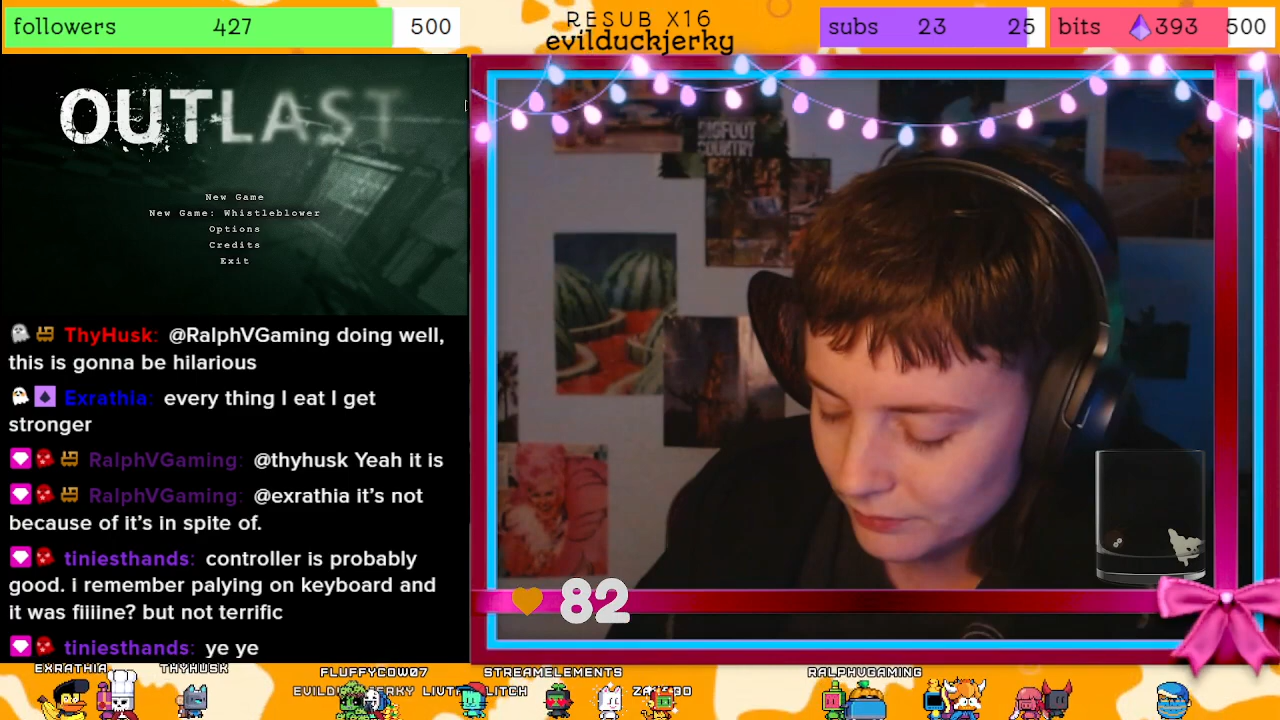 followers 427 500
RESUB X16
evilduckjerky
subs 23 25
bits 393 500
OUTLAST
New Game
New Game: Whistleblower
Options
Credits
Exit
BIGFOOT
COUNTRY
ThyHusk: @RalphVGaming doing well,
this is gonna be hilarious
Exrathia: every thing I eat I get
stronger
RalphVGaming: @thyhusk Yeah it is
RalphVGaming: @exrathia it's not
because of it's in spite of.
tiniesthands: controller is probably
good. i remember palying on keyboard and
it was fiiiine? but not terrific
tiniesthands: ye ye
82
EXRATHIA THYHUSK FLUFFYCOW07 STREAMELEMENTS RALPHVGAMING